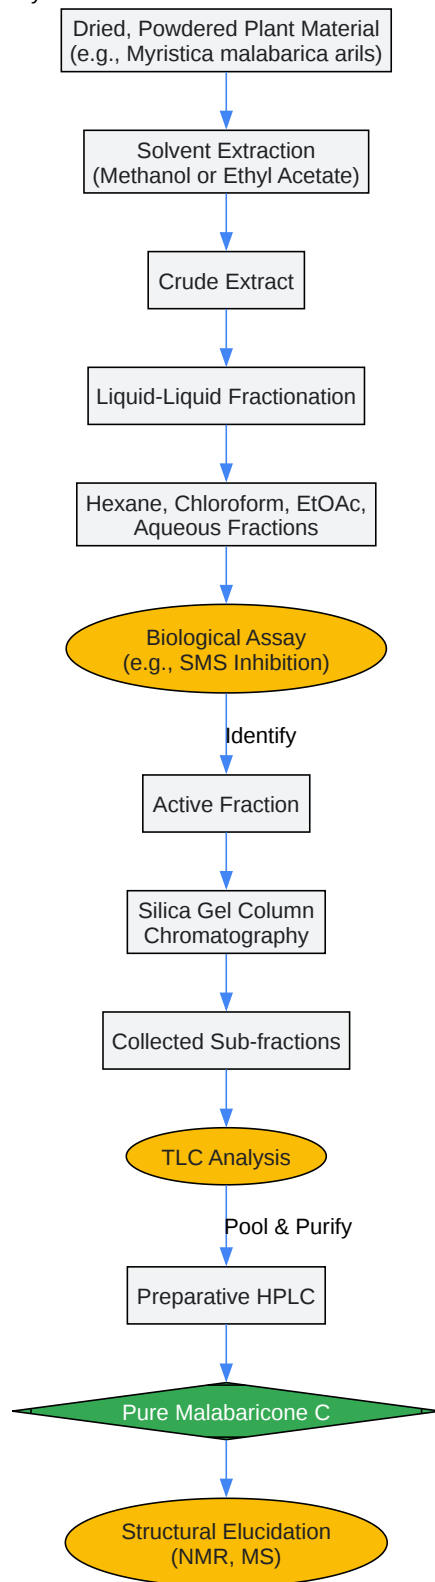 Dried, Powdered Plant Material
(e.g., Myristica malabarica arils)
Solvent Extraction
(Methanol or Ethyl Acetate)
Crude Extract
Liquid-Liquid Fractionation
Hexane, Chloroform, EtOAc,
Aqueous Fractions
Biological Assay
(e.g., SMS Inhibition)
Identify
Active Fraction
Silica Gel Column
Chromatography
Collected Sub-fractions
TLC Analysis
Pool & Purify
Preparative HPLC
Pure Malabaricone C
Structural Elucidation
(NMR, MS)